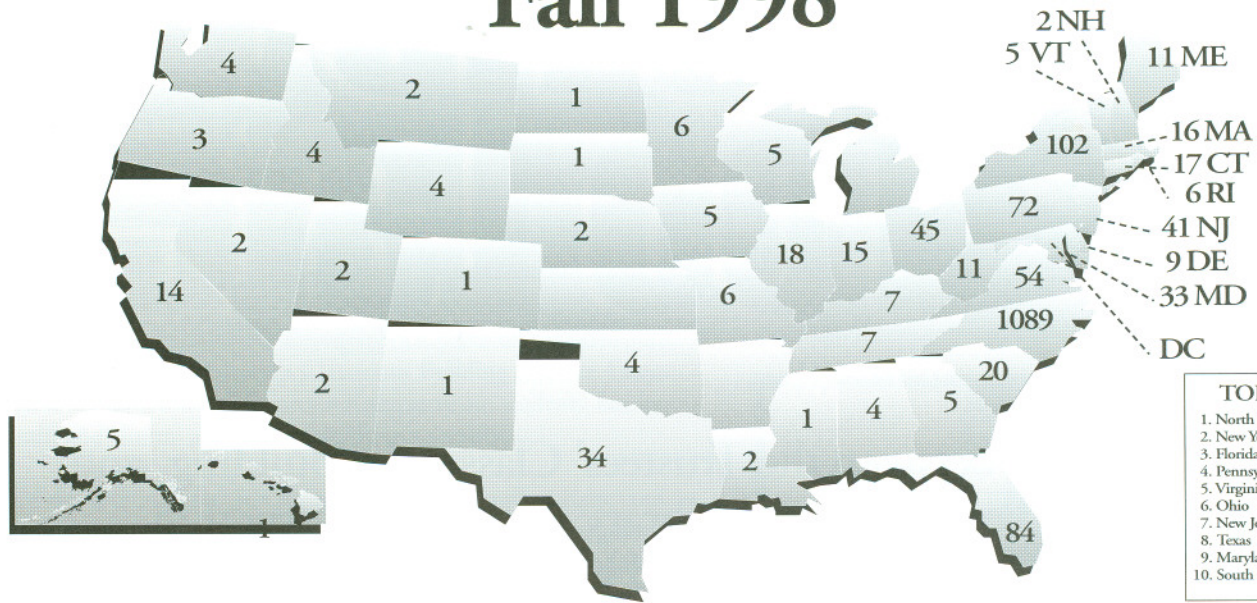 Fall 1998
2 NH
5 VT
11 ME
4
2
1
6
3
4
1
5
102
16 MA
17 CT
6 RI
4
5
72
41 NJ
2
2
2
18
15
45
9 DE
14
1
6
7
11
54
33 MD
1089
DC
7
4
20
2
1
1
4
5
5
34
2
1
84
TO
1. North
2. New Y
3. Florida
4. Pennsy
5. Virgini
6. Ohio
7. New Je
8. Texas
9. Maryla
10. South